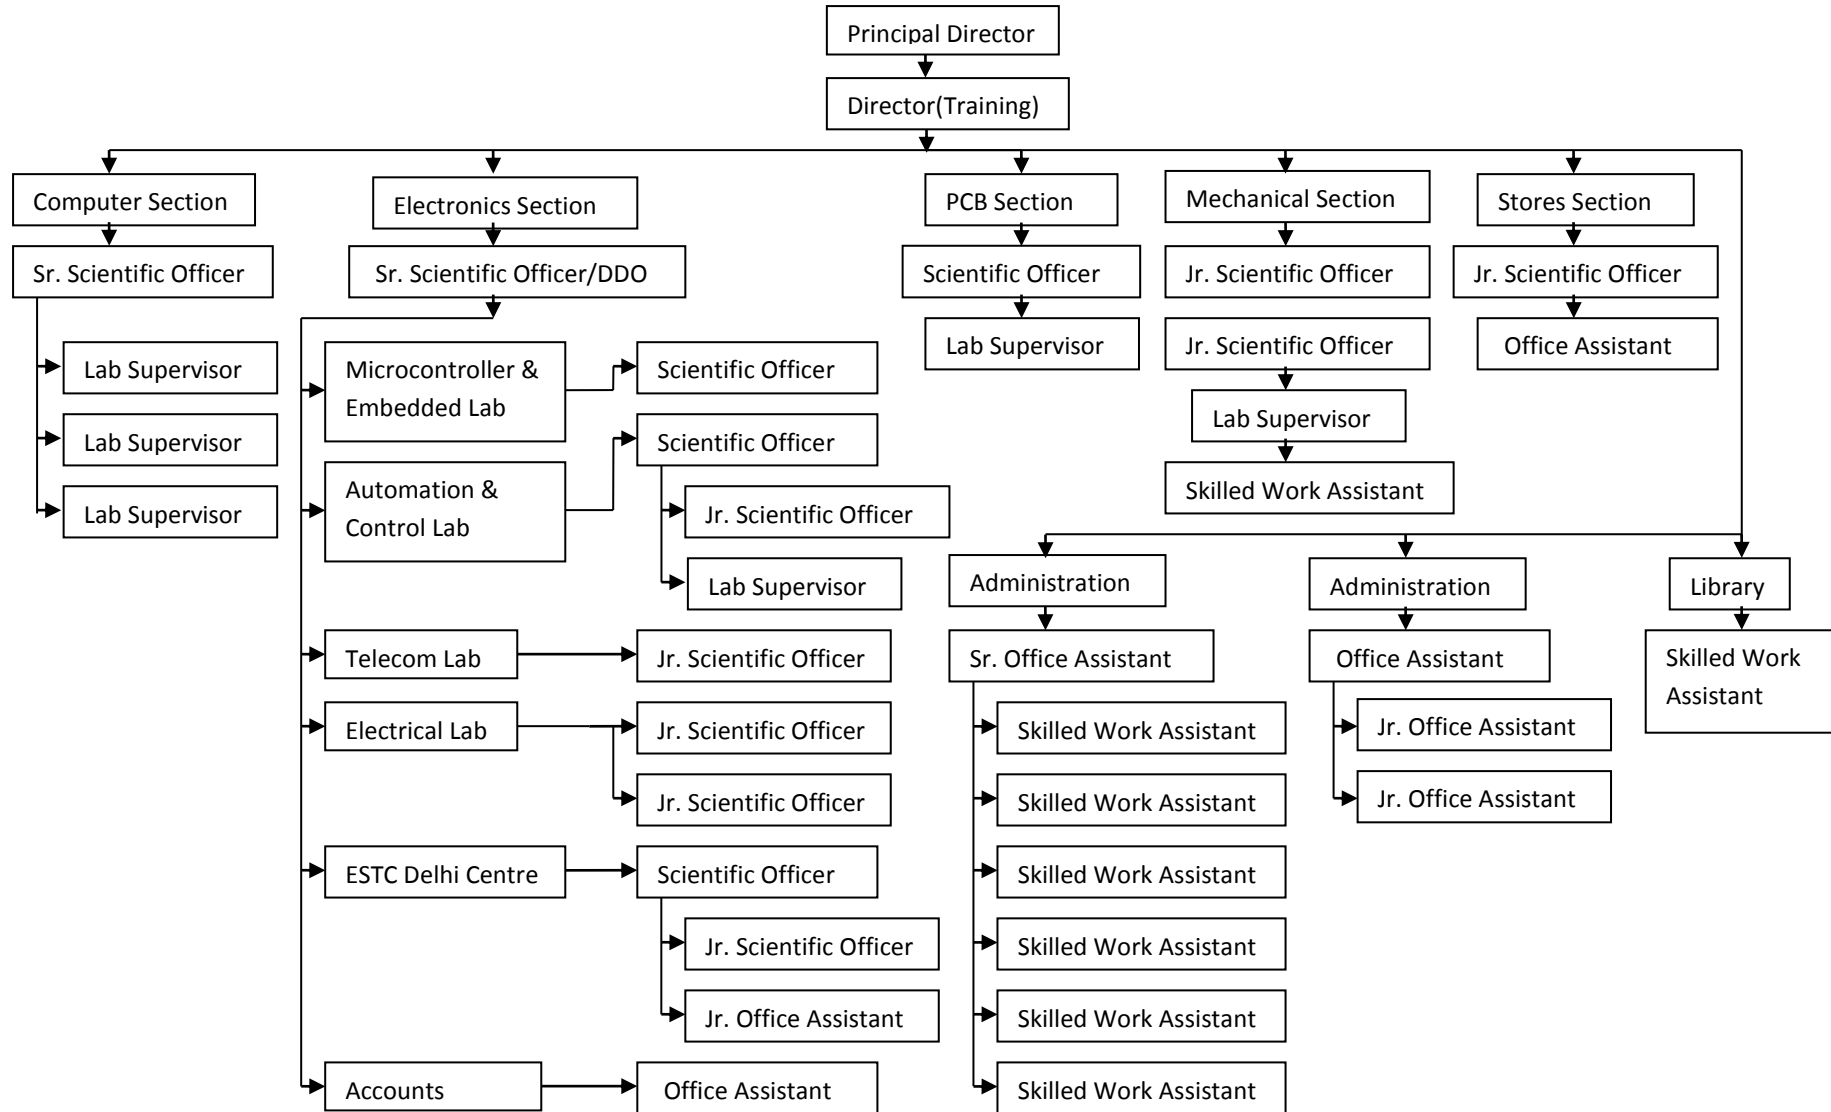 Principal Director
Director(Training)
Computer Section
Electronics Section
PCB Section
Mechanical Section
Stores Section
Sr. Scientific Officer
Sr. Scientific Officer/DDO
Scientific Officer
Jr. Scientific Officer
Jr. Scientific Officer
Lab Supervisor
Lab Supervisor
Lab Supervisor
Microcontroller &
Embedded Lab
Scientific Officer
Automation &
Control Lab
Scientific Officer
Jr. Scientific Officer
Lab Supervisor
Telecom Lab
Jr. Scientific Officer
Electrical Lab
Jr. Scientific Officer
Jr. Scientific Officer
ESTC Delhi Centre
Scientific Officer
Jr. Scientific Officer
Jr. Office Assistant
Accounts
Office Assistant
Lab Supervisor
Jr. Scientific Officer
Lab Supervisor
Skilled Work Assistant
Office Assistant
Administration
Administration
Library
Sr. Office Assistant
Skilled Work Assistant
Skilled Work Assistant
Skilled Work Assistant
Skilled Work Assistant
Skilled Work Assistant
Skilled Work Assistant
Office Assistant
Jr. Office Assistant
Jr. Office Assistant
Skilled Work
Assistant